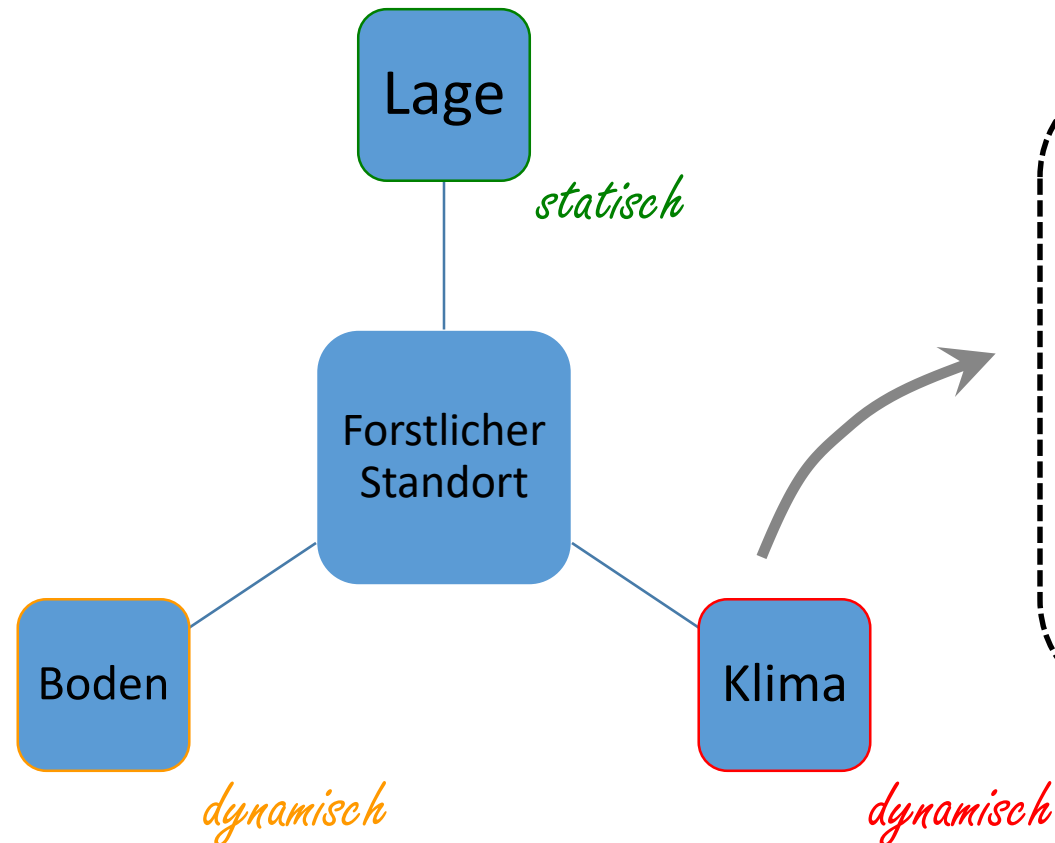 Lage
statisch
Forstlicher
Standort
Boden
Klima
dynamisch
dynamisch